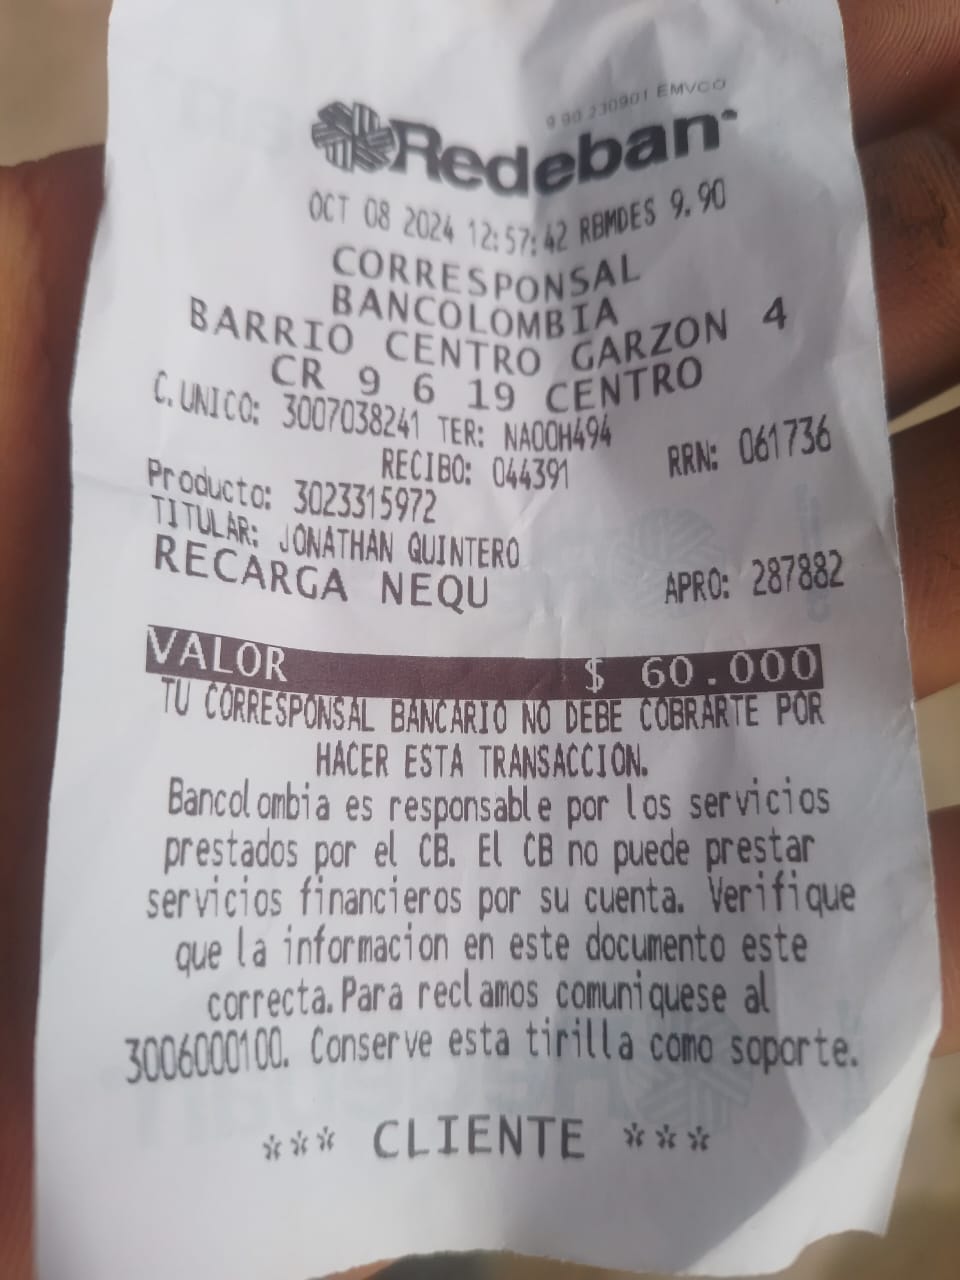 9 90 230901 EMVCO
Redeban
OCT 08 2024 12:57:42 RBMDES 9.90
CORRESPONSAL
BANCOLOMBIA
BARRIO CENTRO GARZON 4
CR 9 6 19 CENTRO
C.UNICO: 3007038241 TER: NA00H494
RECIBO: 044391 RRN: 061736
Producto: 3023315972
TITULAR: JONATHAN QUINTERO
RECARGA NEQU APRO: 287882
VALOR $ 60.000
TU CORRESPONSAL BANCARIO NO DEBE COBRARTE POR
HACER ESTA TRANSACCION.
Bancolombia es responsable por los servicios
prestados por el CB. El CB no puede prestar
servicios financieros por su cuenta. Verifique
que la informacion en este documento este
correcta.Para reclamos comuniquese al
3006000100. Conserve esta tirilla como soporte.
*** CLIENTE ***